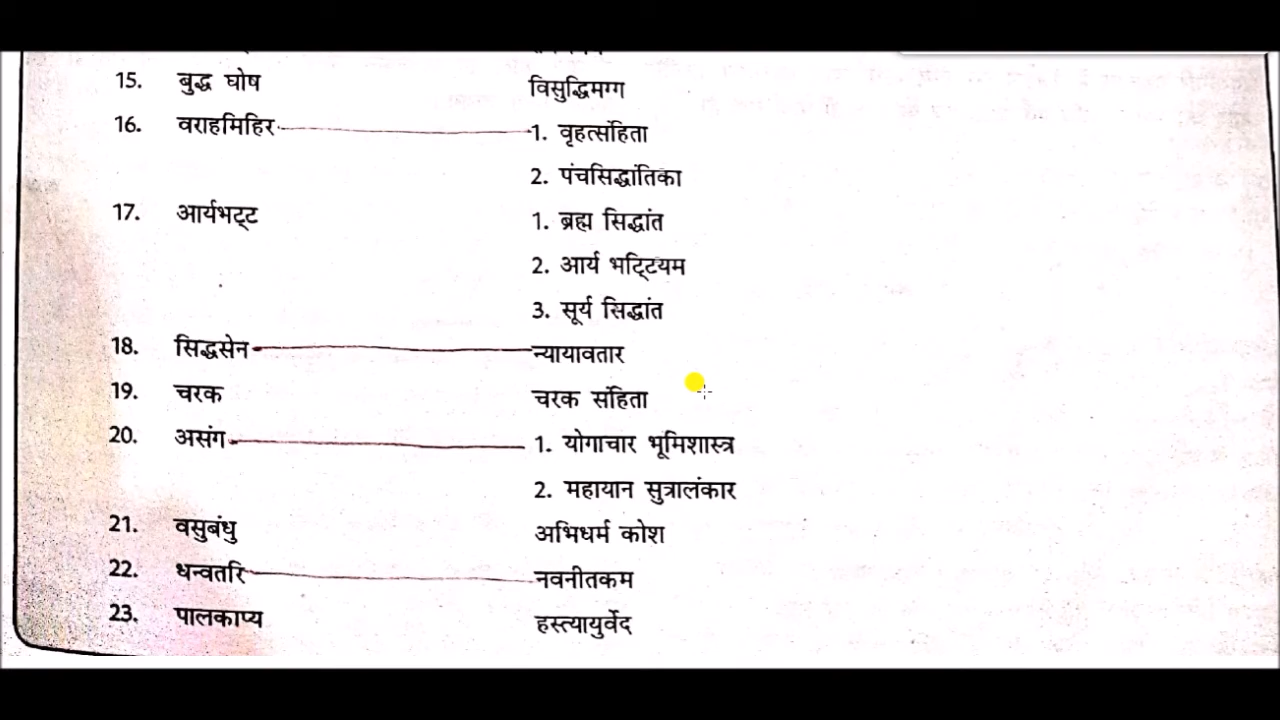 15. बुद्ध घोष विसुद्धिमग्ग
16. वराहमिहिर 1. वृहत्संहिता
2. पंचसिद्धांतिका
17. आर्यभट्ट 1. ब्रह्म सिद्धांत
2. आर्य भट्टियम
3. सूर्य सिद्धांत
18. सिद्धसेन न्यायावतार
19. चरक चरक संहिता
20. असंग 1. योगाचार भूमिशास्त्र
2. महायान सुत्रालंकार
21. वसुबंधु अभिधर्म कोश
22. धन्वतरि नवनीतकम
23. पालकाप्य हस्त्यायुर्वेद